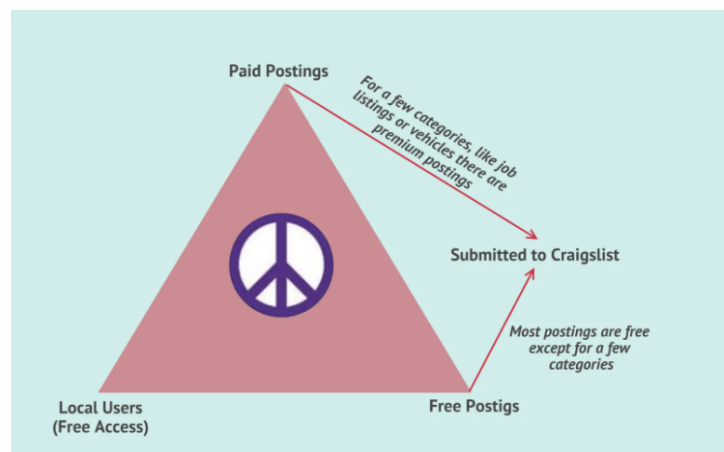 Paid Postings
For a few categories, like job
listings or vehicles there are
premium postings
Submitted to Craigslist
Most postings are free
except for a few
categories
Local Users
(Free Access)
Free Postigs